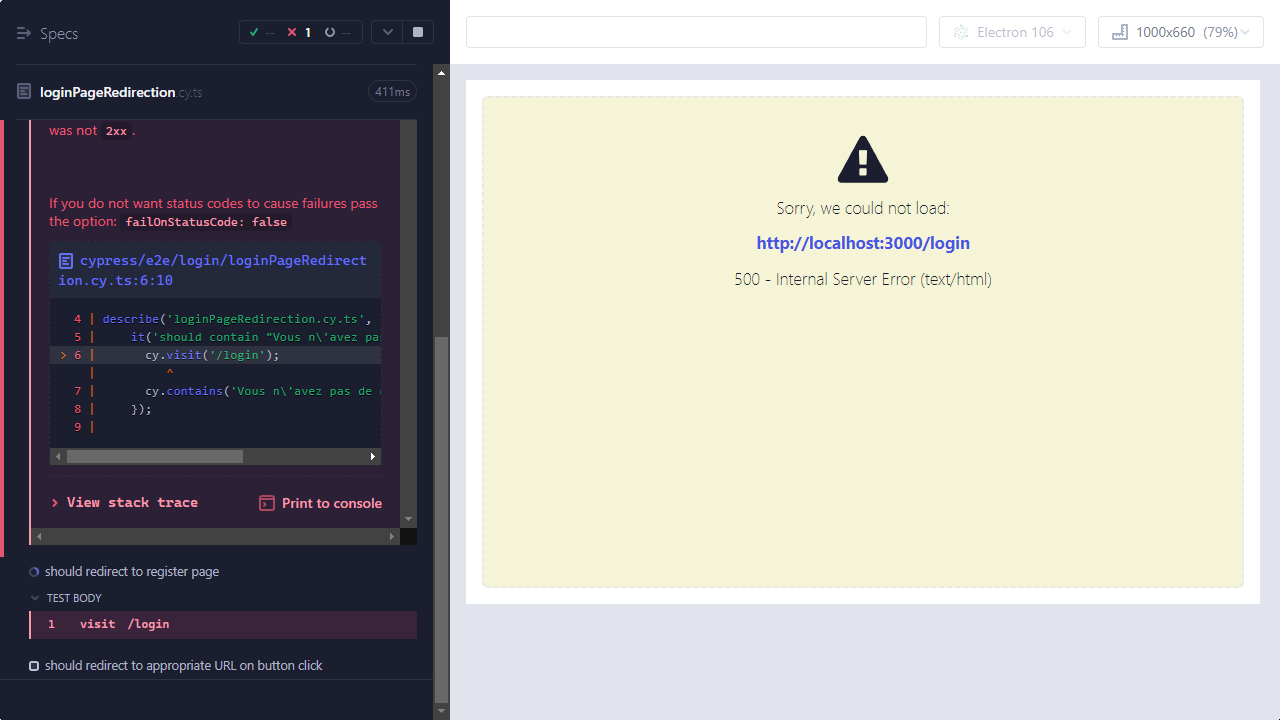 Specs
-- 1 --
loginPageRedirection.cy.ts 411ms
was not 2xx.
If you do not want status codes to cause failures pass
the option: failOnStatusCode: false
cypress/e2e/login/loginPageRedirect
ion.cy.ts:6:10
4 | describe('loginPageRedirection.cy.ts',
5 | it('should contain "Vous n\'avez pa
> 6 | cy.visit('/login');
| ^
7 | cy.contains('Vous n\'avez pas de
8 | });
9 |
> View stack trace
Print to console
should redirect to register page
TEST BODY
1 visit /login
should redirect to appropriate URL on button click
Electron 106
1000x660 (79%)
Sorry, we could not load:
http://localhost:3000/login
500 - Internal Server Error (text/html)